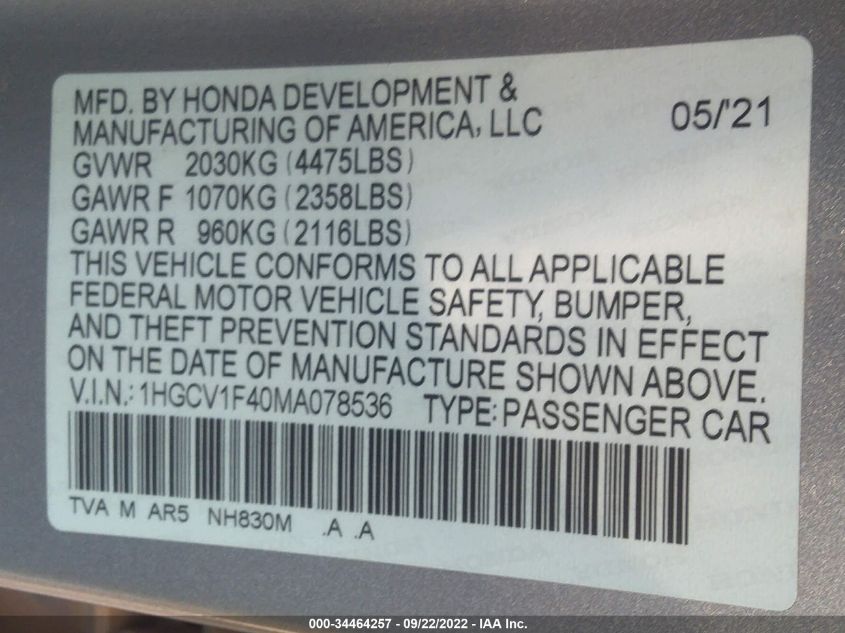 MFD. BY HONDA DEVELOPMENT &
MANUFACTURING OF AMERICA, LLC 05/'21
GVWR 2030KG (4475LBS)
GAWR F 1070KG (2358LBS)
GAWR R 960KG (2116LBS)
THIS VEHICLE CONFORMS TO ALL APPLICABLE
FEDERAL MOTOR VEHICLE SAFETY, BUMPER,
AND THEFT PREVENTION STANDARDS IN EFFECT
ON THE DATE OF MANUFACTURE SHOWN ABOVE.
V.I.N.: 1HGCV1F40MA078536 TYPE: PASSENGER CAR
TVA M AR5 NH830M .A .A
000-34464257 - 09/22/2022 - IAA Inc.